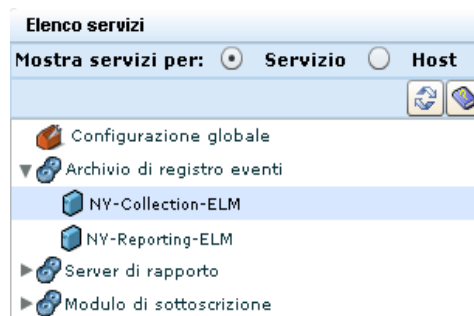 Elenco servizi
Mostra servizi per: Servizio Host
Configurazione globale
Archivio di registro eventi
NY-Collection-ELM
NY-Reporting-ELM
Server di rapporto
Modulo di sottoscrizione